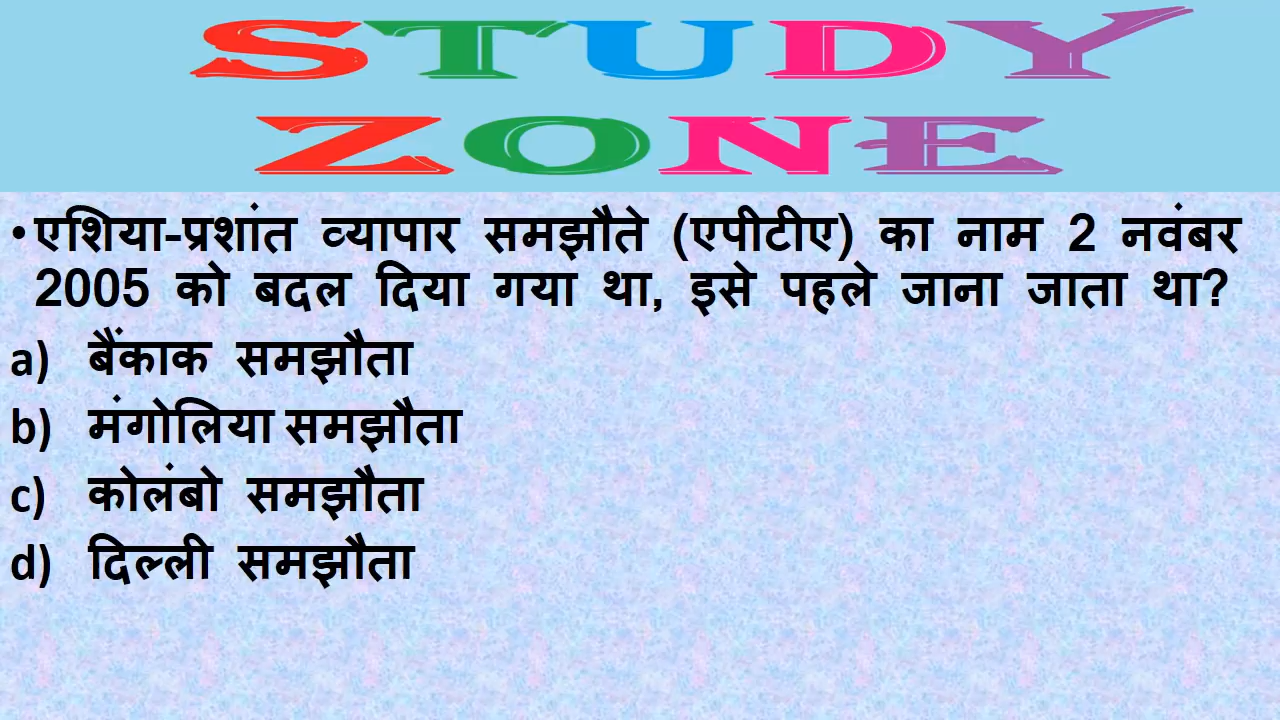 STUDY
ZONE
•एशिया-प्रशांत व्यापार समझौते (एपीटीए) का नाम 2 नवंबर
2005 को बदल दिया गया था, इसे पहले जाना जाता था?
a) बैंकाक समझौता
b) मंगोलिया समझौता
c) कोलंबो समझौता
d) दिल्ली समझौता